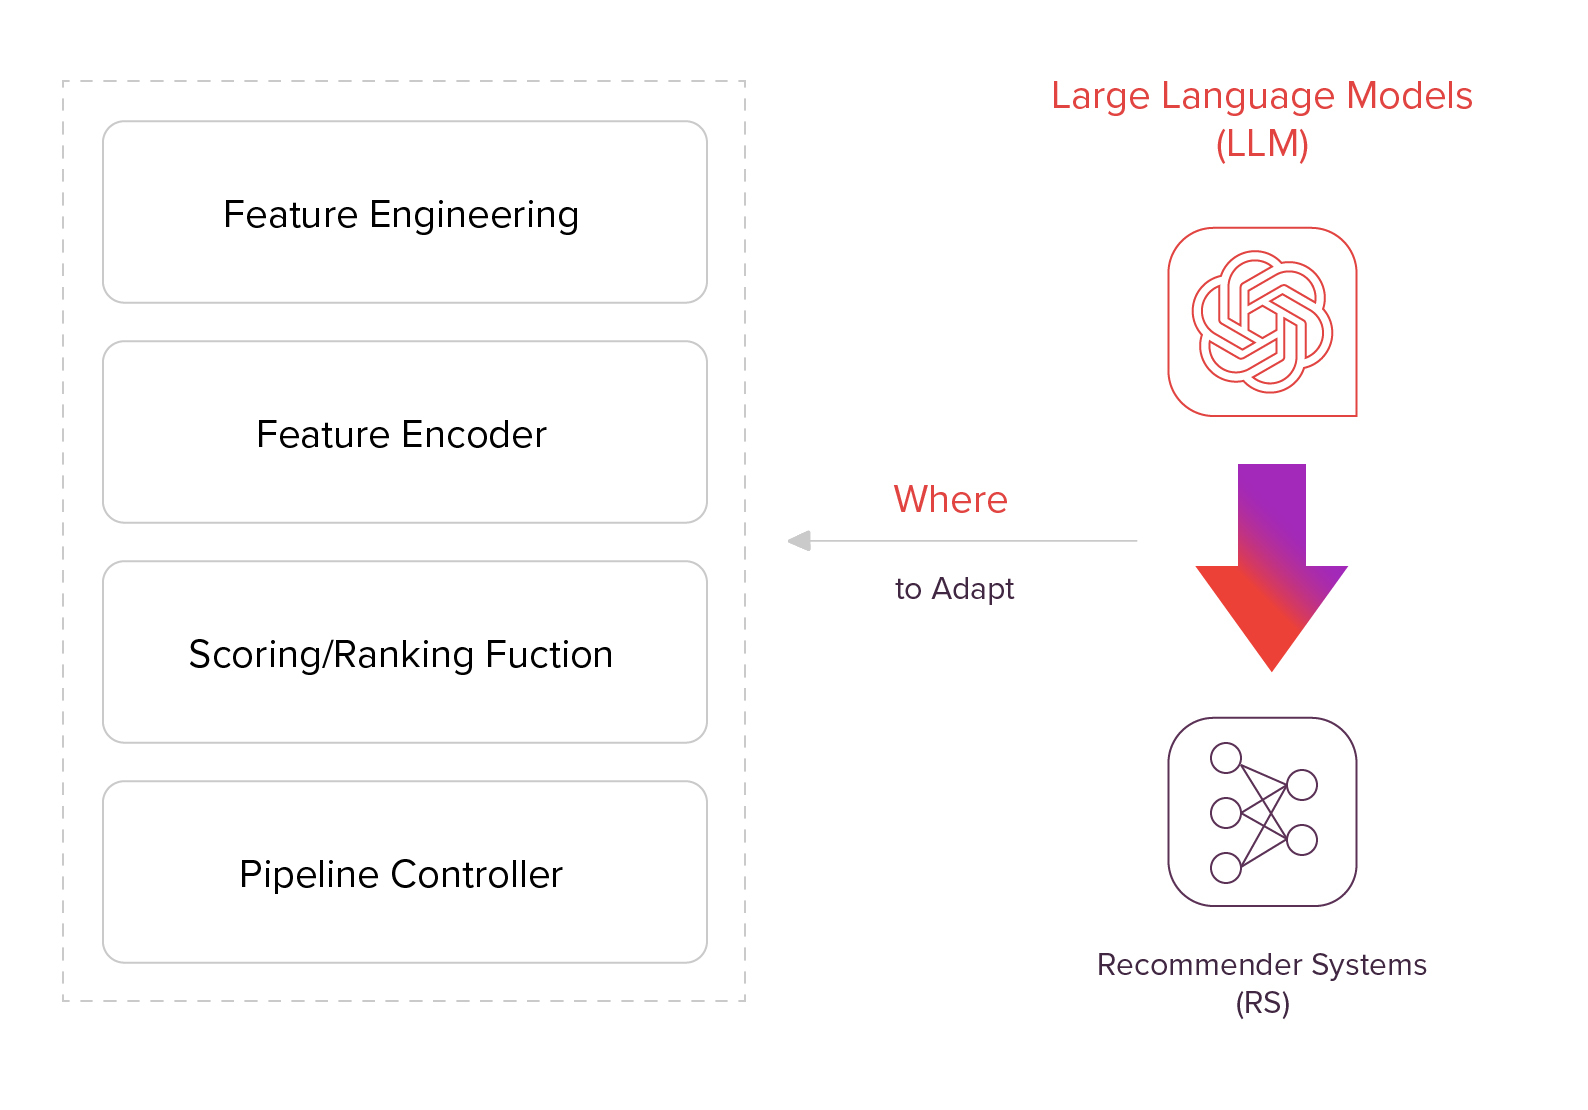 Feature Engineering
Feature Encoder
Scoring/Ranking Fuction
Pipeline Controller
Where
to Adapt
Large Language Models
(LLM)
Recommender Systems
(RS)